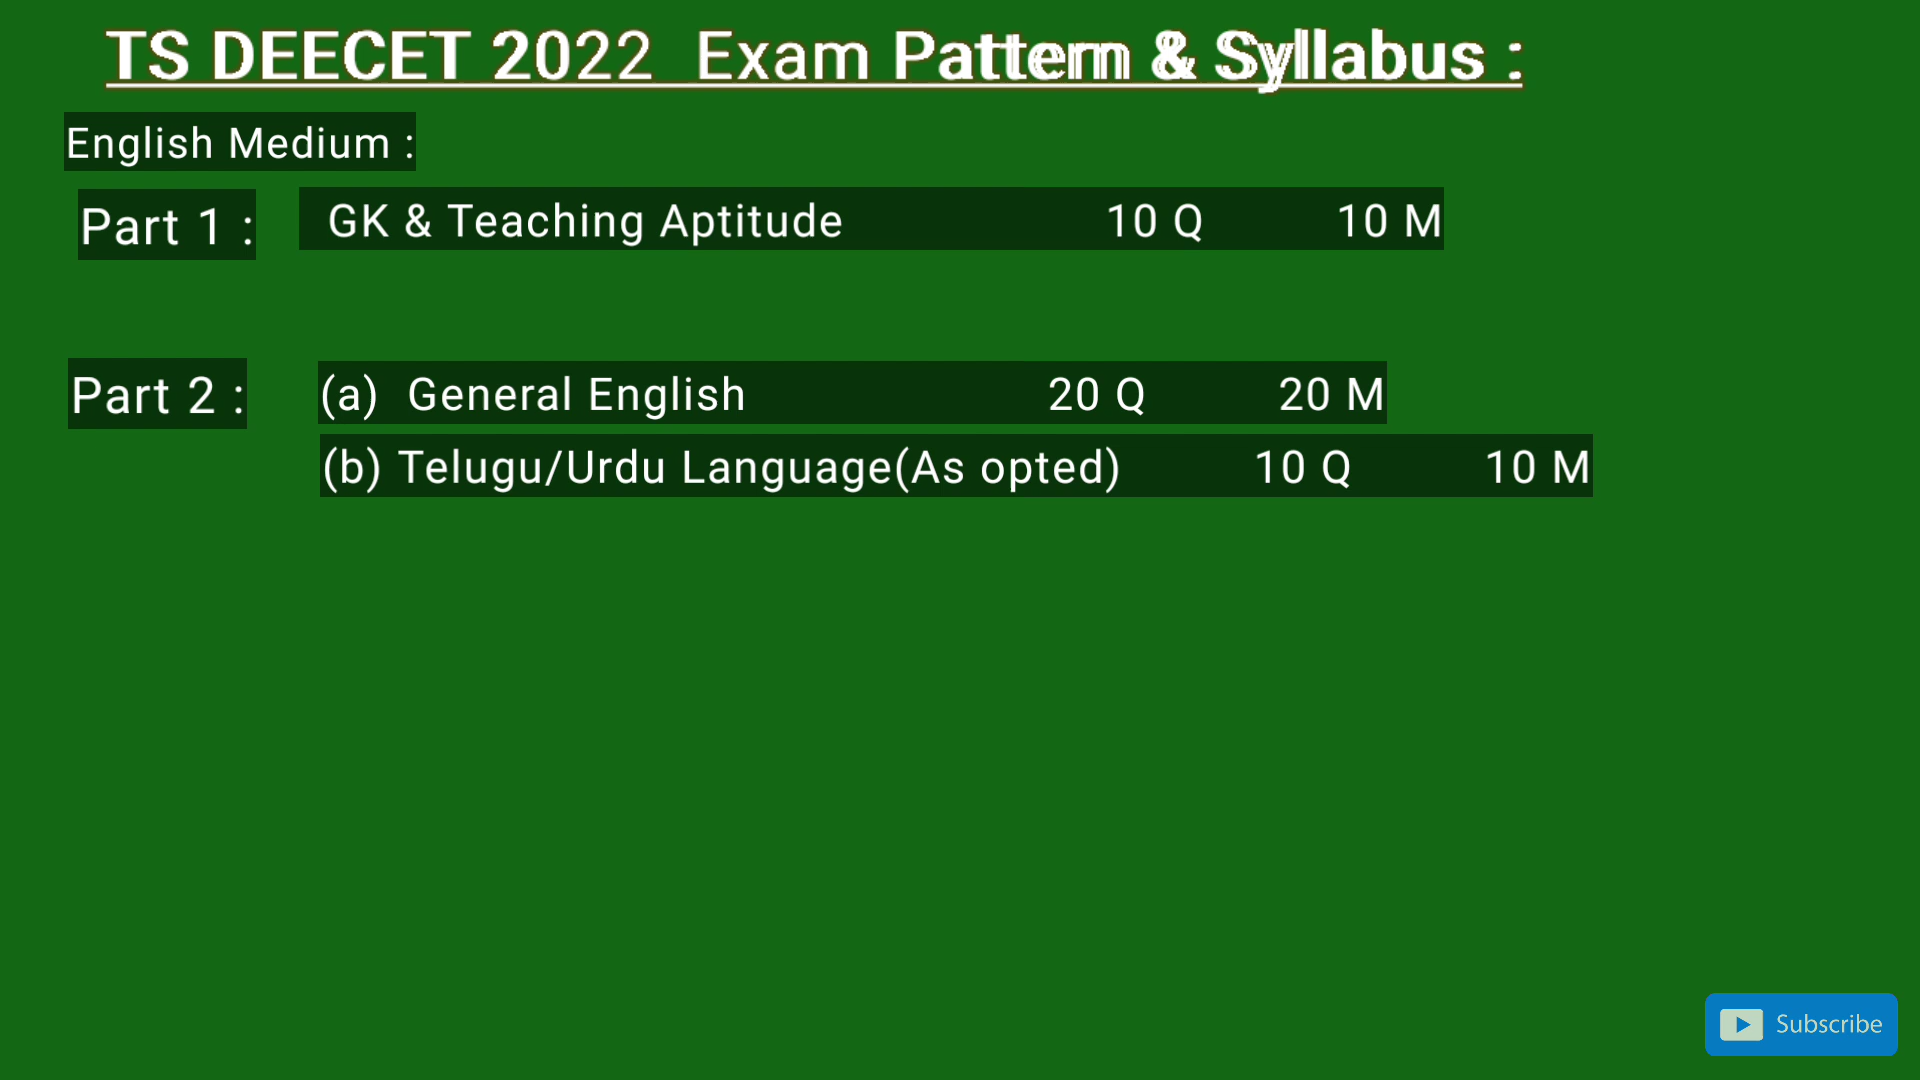 TS DEECET 2022 Exam Pattern & Syllabus :
English Medium :
Part 1 : GK & Teaching Aptitude 10 Q 10 M
Part 2 : (a) General English 20 Q 20 M
(b) Telugu/Urdu Language(As opted) 10 Q 10 M
Subscribe